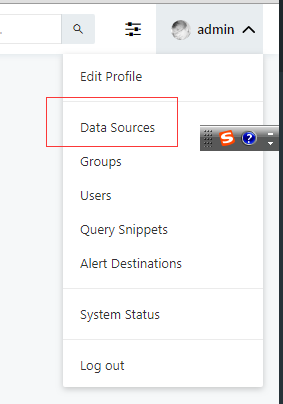 admin
Edit Profile
Data Sources
Groups
Users
Query Snippets
Alert Destinations
System Status
Log out